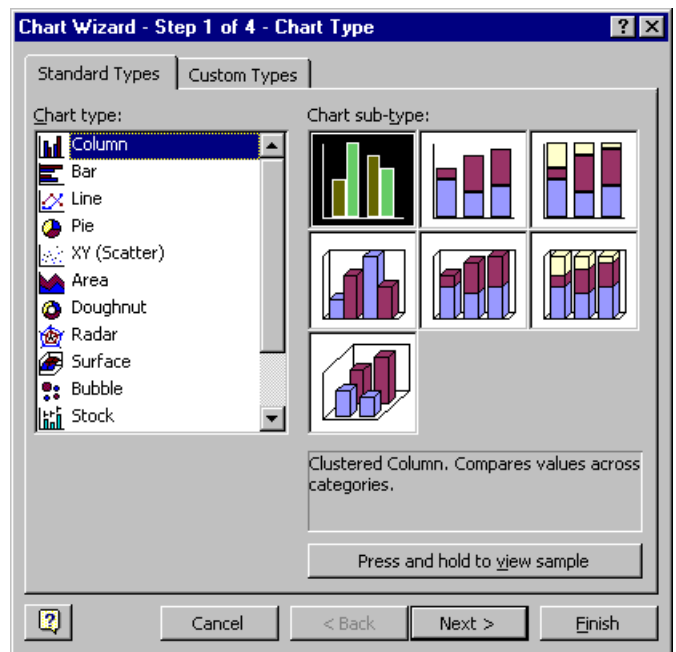 Chart Wizard - Step 1 of 4 - Chart Type
Standard Types
Custom Types
Chart type:
Column
Bar
Line
Pie
XY (Scatter)
Area
Doughnut
Radar
Surface
Bubble
Stock
Chart sub-type:
Clustered Column. Compares values across
categories.
Press and hold to view sample
Cancel
< Back
Next >
Finish